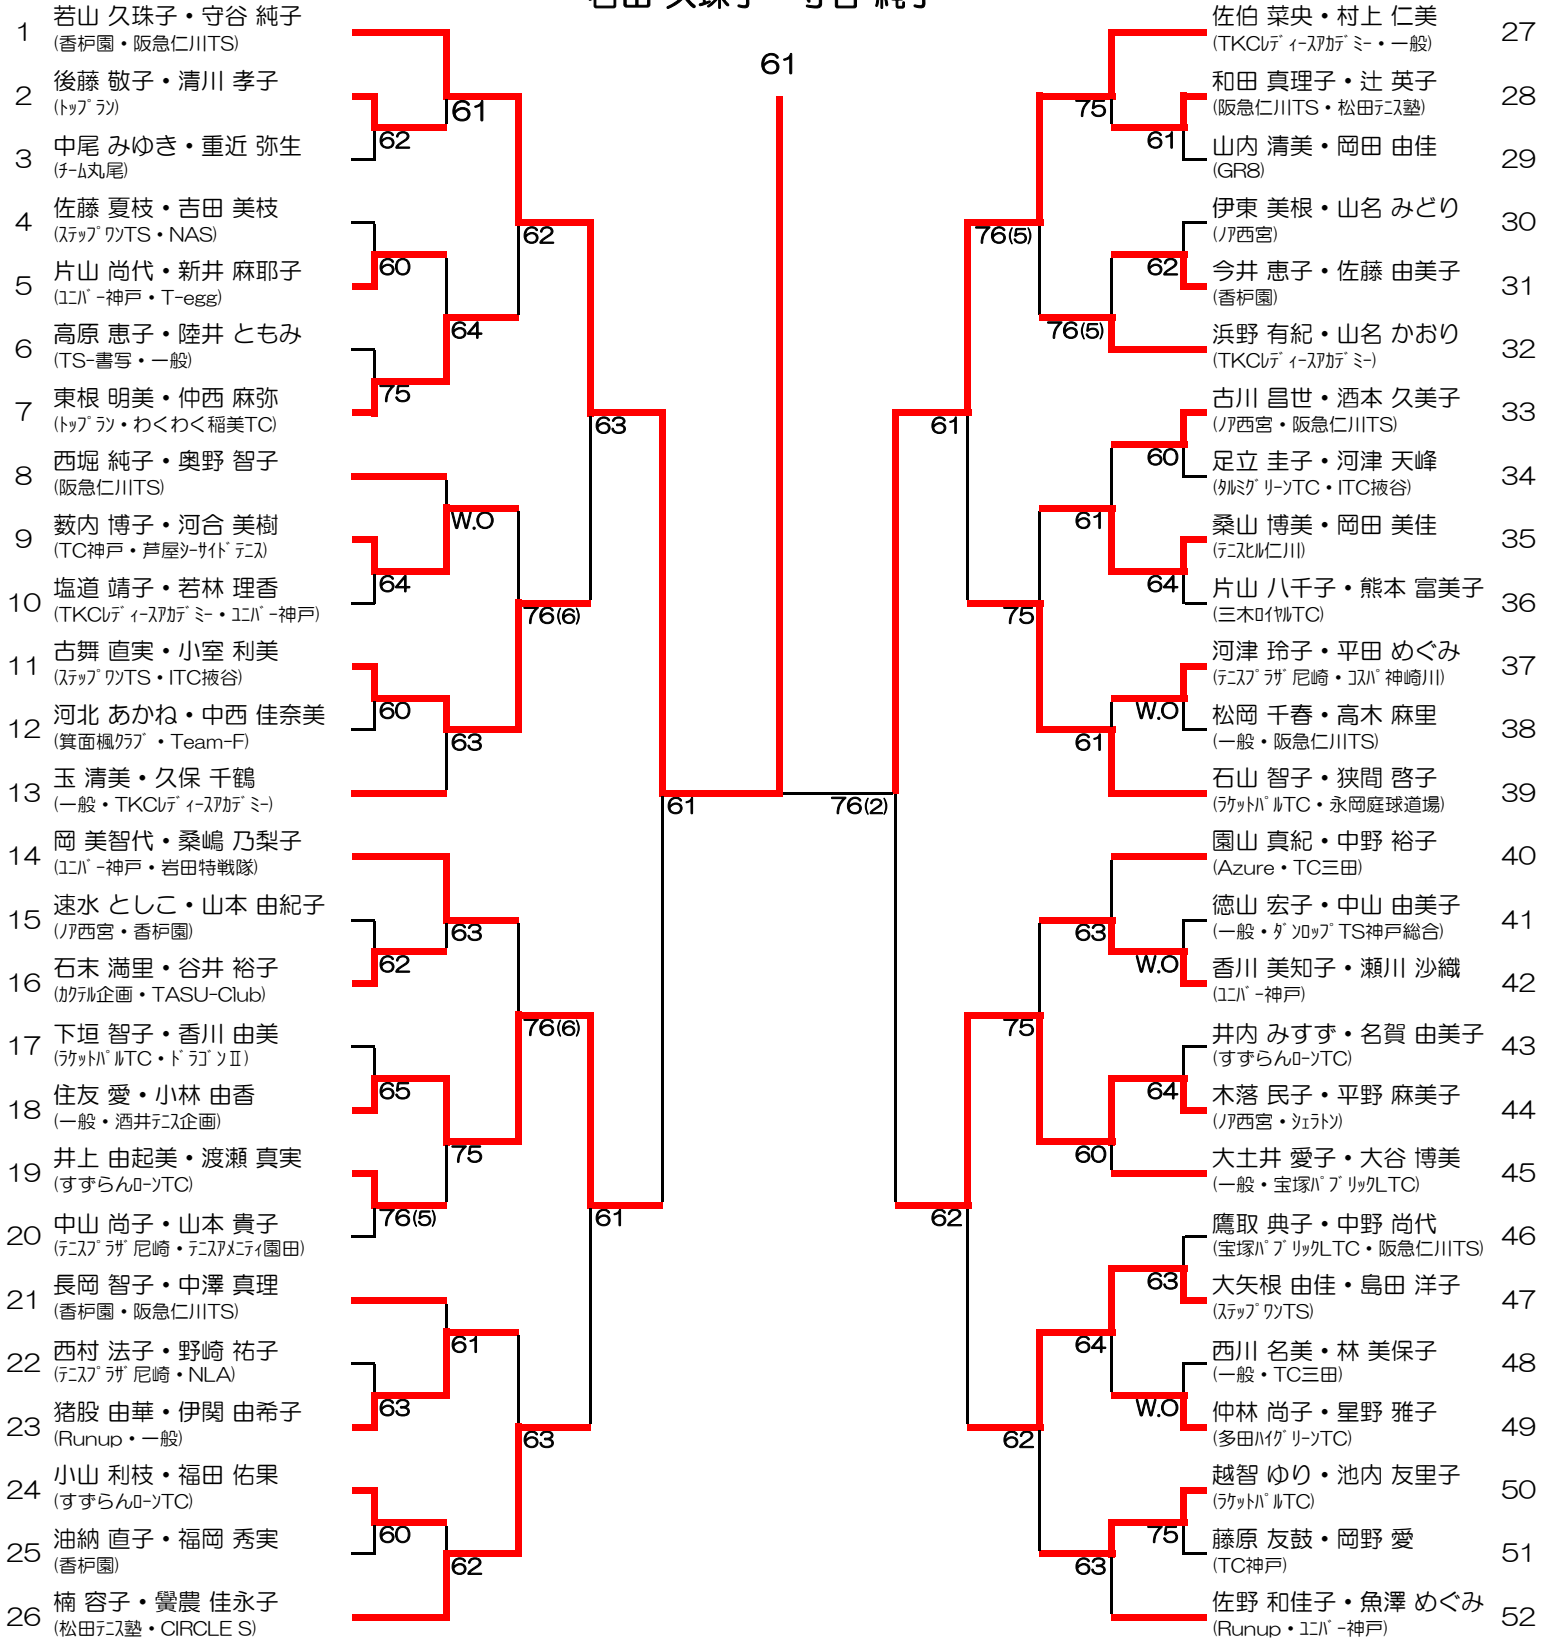 1 若山 久珠子・守谷 純子
(香枦園・阪急仁川TS)
2 後藤 敬子・清川 孝子
(トップラン)
3 中尾 みゆき・重近 弥生
(チーム丸尾)
4 佐藤 夏枝・吉田 美枝
(ステップワンTS・NAS)
5 片山 尚代・新井 麻耶子
(ユニバー神戸・T-egg)
6 高原 恵子・陸井 ともみ
(TS-書写・一般)
7 東根 明美・仲西 麻弥
(トップラン・わくわく稲美TC)
8 西堀 純子・奥野 智子
(阪急仁川TS)
9 薮内 博子・河合 美樹
(TC神戸・芦屋シーサイドテニス)
10 塩道 靖子・若林 理香
(TKCレディースアカデミー・ユニバー神戸)
11 古舞 直実・小室 利美
(ステップワンTS・ITC掖谷)
12 河北 あかね・中西 佳奈美
(箕面楓クラブ・Team-F)
13 玉 清美・久保 千鶴
(一般・TKCレディースアカデミー)
14 岡 美智代・桑嶋 乃梨子
(ユニバー神戸・岩田特戦隊)
15 速水 としこ・山本 由紀子
(ノア西宮・香枦園)
16 石末 満里・谷井 裕子
(カクテル企画・TASU-Club)
17 下垣 智子・香川 由美
(ラケットパルTC・ドラゴンⅡ)
18 住友 愛・小林 由香
(一般・酒井テニス企画)
19 井上 由起美・渡瀬 真実
(すずらんローンTC)
20 中山 尚子・山本 貴子
(テニスプラザ尼崎・テニスアメニティ園田)
21 長岡 智子・中澤 真理
(香枦園・阪急仁川TS)
22 西村 法子・野崎 祐子
(テニスプラザ尼崎・NLA)
23 猪股 由華・伊関 由希子
(Runup・一般)
24 小山 利枝・福田 佑果
(すずらんローンTC)
25 油納 直子・福岡 秀実
(香枦園)
26 楠 容子・鴬農 佳永子
(松田テニス塾・CIRCLE S)
62
60
75
64
60
62
65
76(5)
63
60
61
64
W.O
63
63
75
61
62
62
76(6)
76(6)
63
63
61
61
若山 久珠子・守谷 純子
61
76(2)
61
62
76(5)
75
75
62
75
76(5)
61
61
63
60
64
63
61
62
60
64
W.O
W.O
64
63
W.O
75
佐伯 菜央・村上 仁美 27
(TKCレディースアカデミー・一般)
和田 真理子・辻 英子 28
(阪急仁川TS・松田テニス塾)
山内 清美・岡田 由佳 29
(GR8)
伊東 美根・山名 みどり 30
(ノア西宮)
今井 恵子・佐藤 由美子 31
(香枦園)
浜野 有紀・山名 かおり 32
(TKCレディースアカデミー)
古川 昌世・酒本 久美子 33
(ノア西宮・阪急仁川TS)
足立 圭子・河津 天峰 34
(タルミグリーンTC・ITC掖谷)
桑山 博美・岡田 美佳 35
(テニスヒル仁川)
片山 八千子・熊本 富美子 36
(三木ロイヤルTC)
河津 玲子・平田 めぐみ 37
(テニスプラザ尼崎・コスパ神崎川)
松岡 千春・高木 麻里 38
(一般・阪急仁川TS)
石山 智子・狭間 啓子 39
(ラケットパルTC・永岡庭球道場)
園山 真紀・中野 裕子 40
(Azure・TC三田)
徳山 宏子・中山 由美子 41
(一般・ダンロップTS神戸総合)
香川 美知子・瀬川 沙織 42
(ユニバー神戸)
井内 みすず・名賀 由美子 43
(すずらんローンTC)
木落 民子・平野 麻美子 44
(ノア西宮・シェラトン)
大土井 愛子・大谷 博美 45
(一般・宝塚パブリックLTC)
鷹取 典子・中野 尚代 46
(宝塚パブリックLTC・阪急仁川TS)
大矢根 由佳・島田 洋子 47
(ステップワンTS)
西川 名美・林 美保子 48
(一般・TC三田)
仲林 尚子・星野 雅子 49
(多田ハイグリーンTC)
越智 ゆり・池内 友里子 50
(ラケットパルTC)
藤原 友鼓・岡野 愛 51
(TC神戸)
佐野 和佳子・魚澤 めぐみ 52
(Runup・ユニバー神戸)